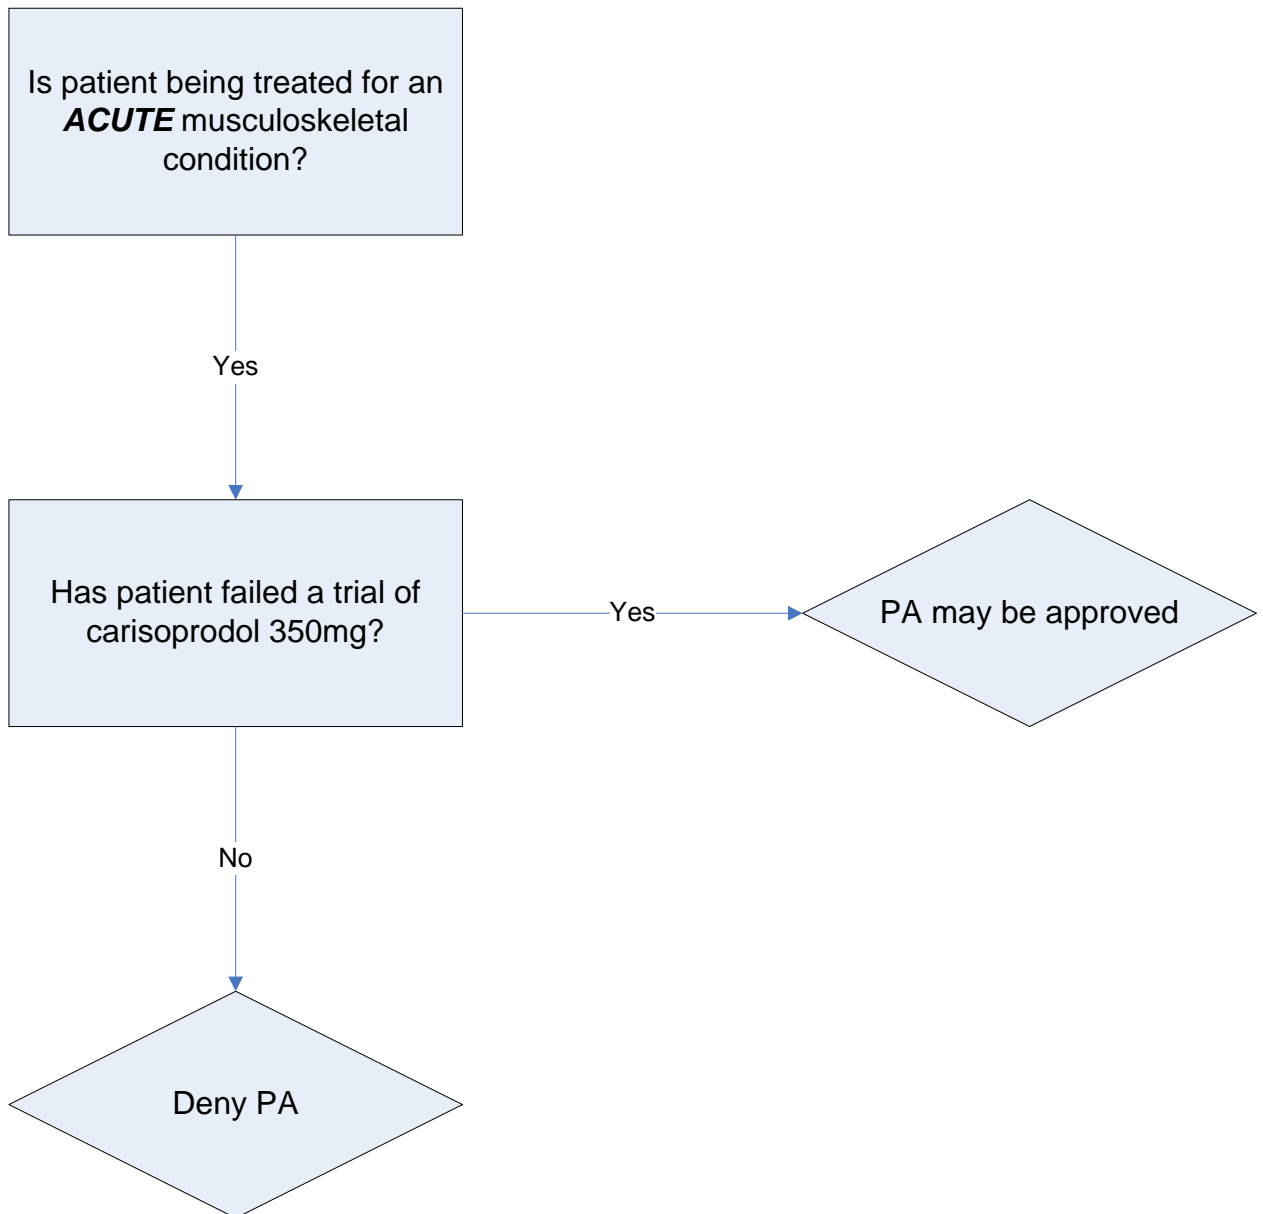 Is patient being treated for an
ACUTE musculoskeletal
condition?
Yes
Has patient failed a trial of
carisoprodol 350mg?
Yes
PA may be approved
No
Deny PA